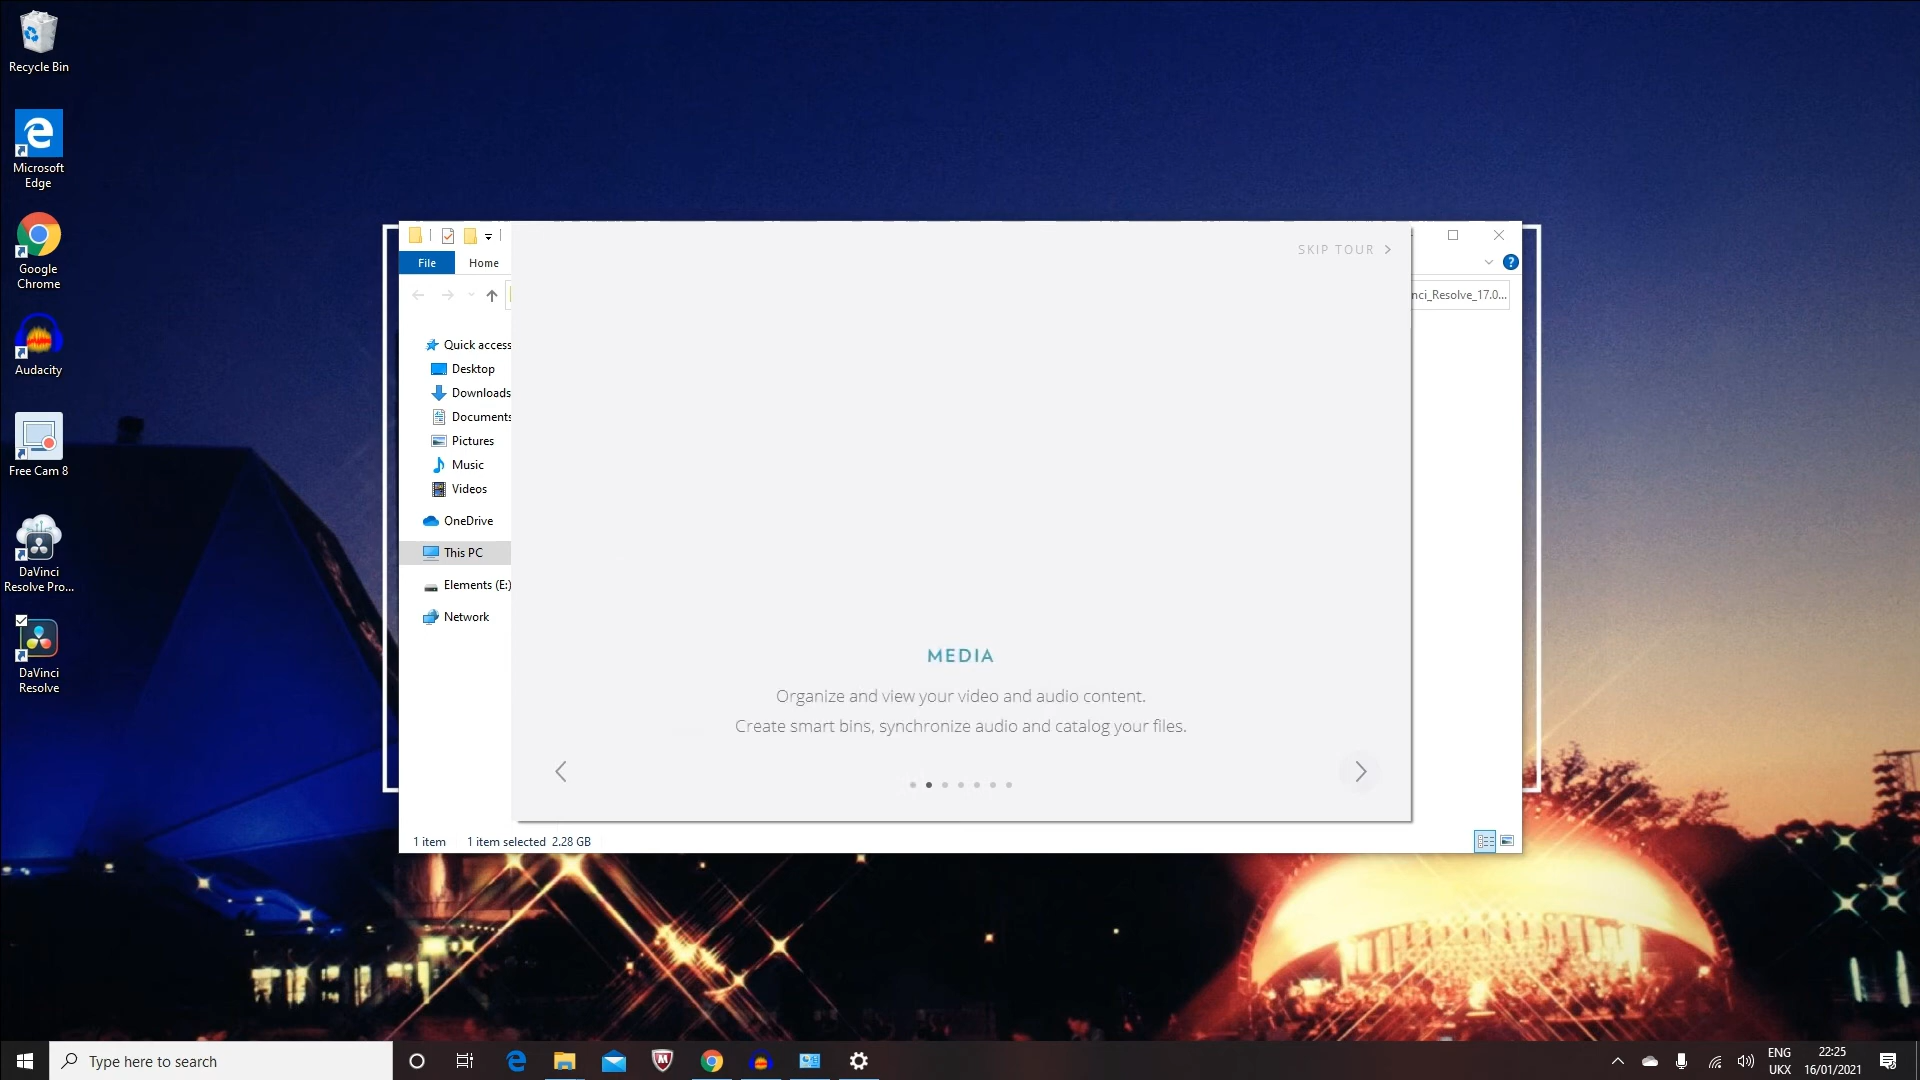 Recycle Bin
Microsoft
Edge
Google
Chrome
Audacity
Free Cam 8
DaVinci
Resolve Pro...
DaVinci
Resolve
File
Home
nci_Resolve_17.0...
Quick access
Desktop
Downloads
Documents
Pictures
Music
Videos
OneDrive
This PC
Elements (E:)
Network
SKIP TOUR
MEDIA
Organize and view your video and audio content.
Create smart bins, synchronize audio and catalog your files.
1 item 1 item selected 2.28 GB
Type here to search
ENG
UKX
22:25
16/01/2021